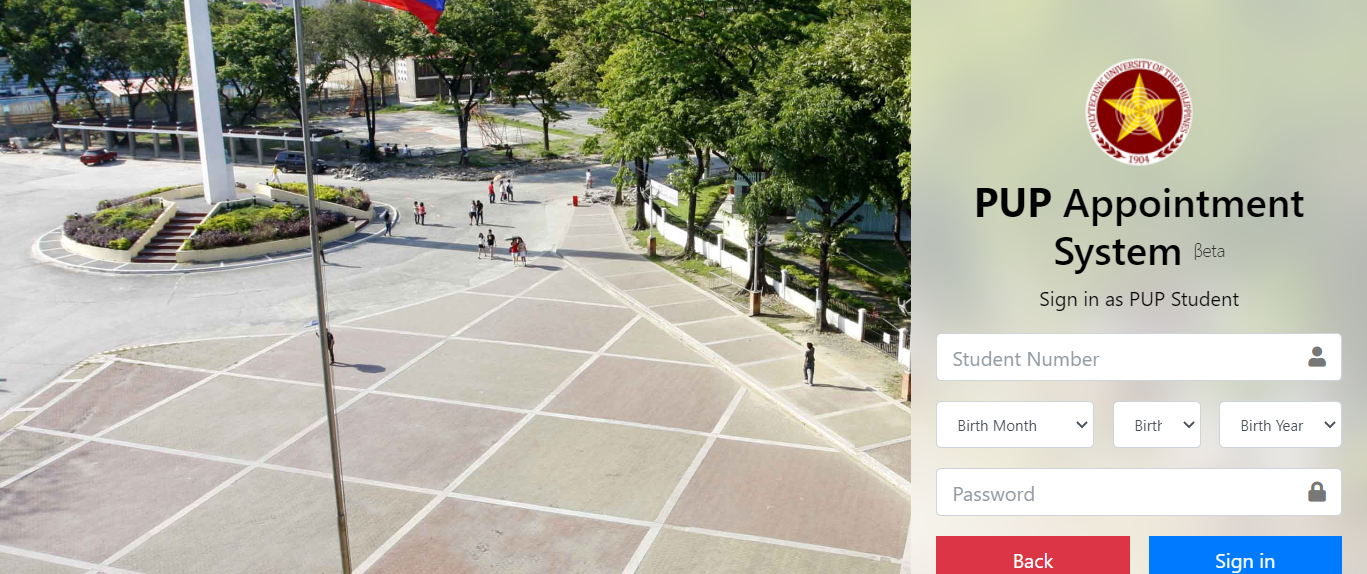 POLYTECHNIC UNIVERSITY OF THE PHILIPPINES
1904
PUP Appointment
System βeta
Sign in as PUP Student
Student Number
Birth Month
Birth Year
Password
Back
Sign in